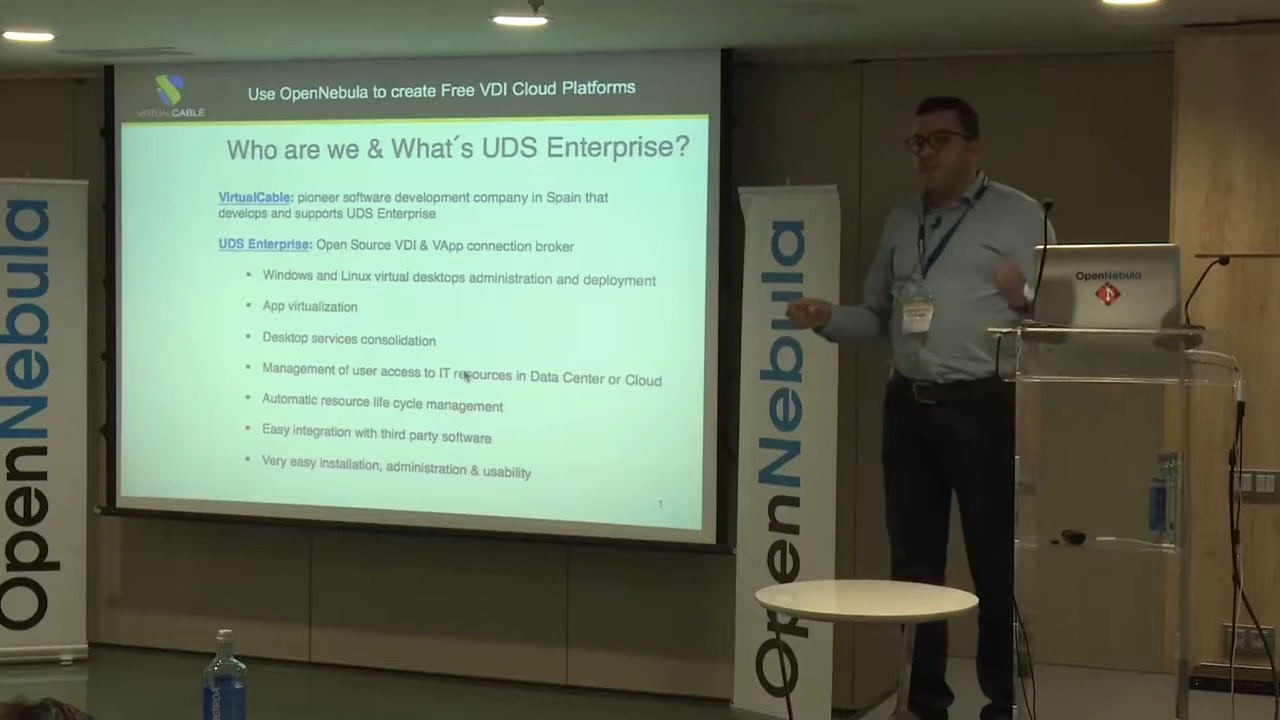 Use OpenNebula to create Free VDI Cloud Platforms
VIRTUALCABLE
Who are we & What´s UDS Enterprise?
VirtualCable: pioneer software development company in Spain that
develops and supports UDS Enterprise
UDS Enterprise: Open Source VDI & VApp connection broker
Windows and Linux virtual desktops administration and deployment
App virtualization
Desktop services consolidation
Management of user access to IT resources in Data Center or Cloud
Automatic resource life cycle management
Easy integration with third party software
Very easy installation, administration & usability
1
OpenNebula
OpenNebula
OpenNebula